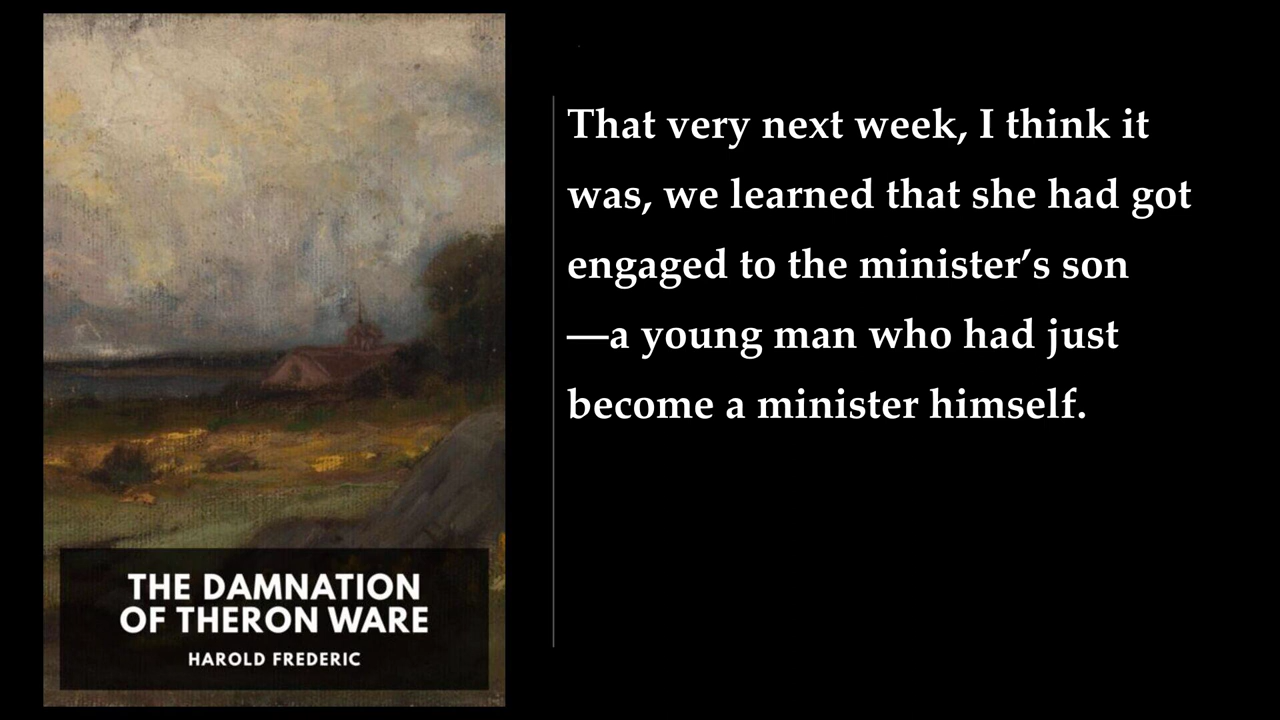 That very next week, I think it
was, we learned that she had got
engaged to the minister’s son
—a young man who had just
become a minister himself.
THE DAMNATION
OF THERON WARE
HAROLD FREDERIC